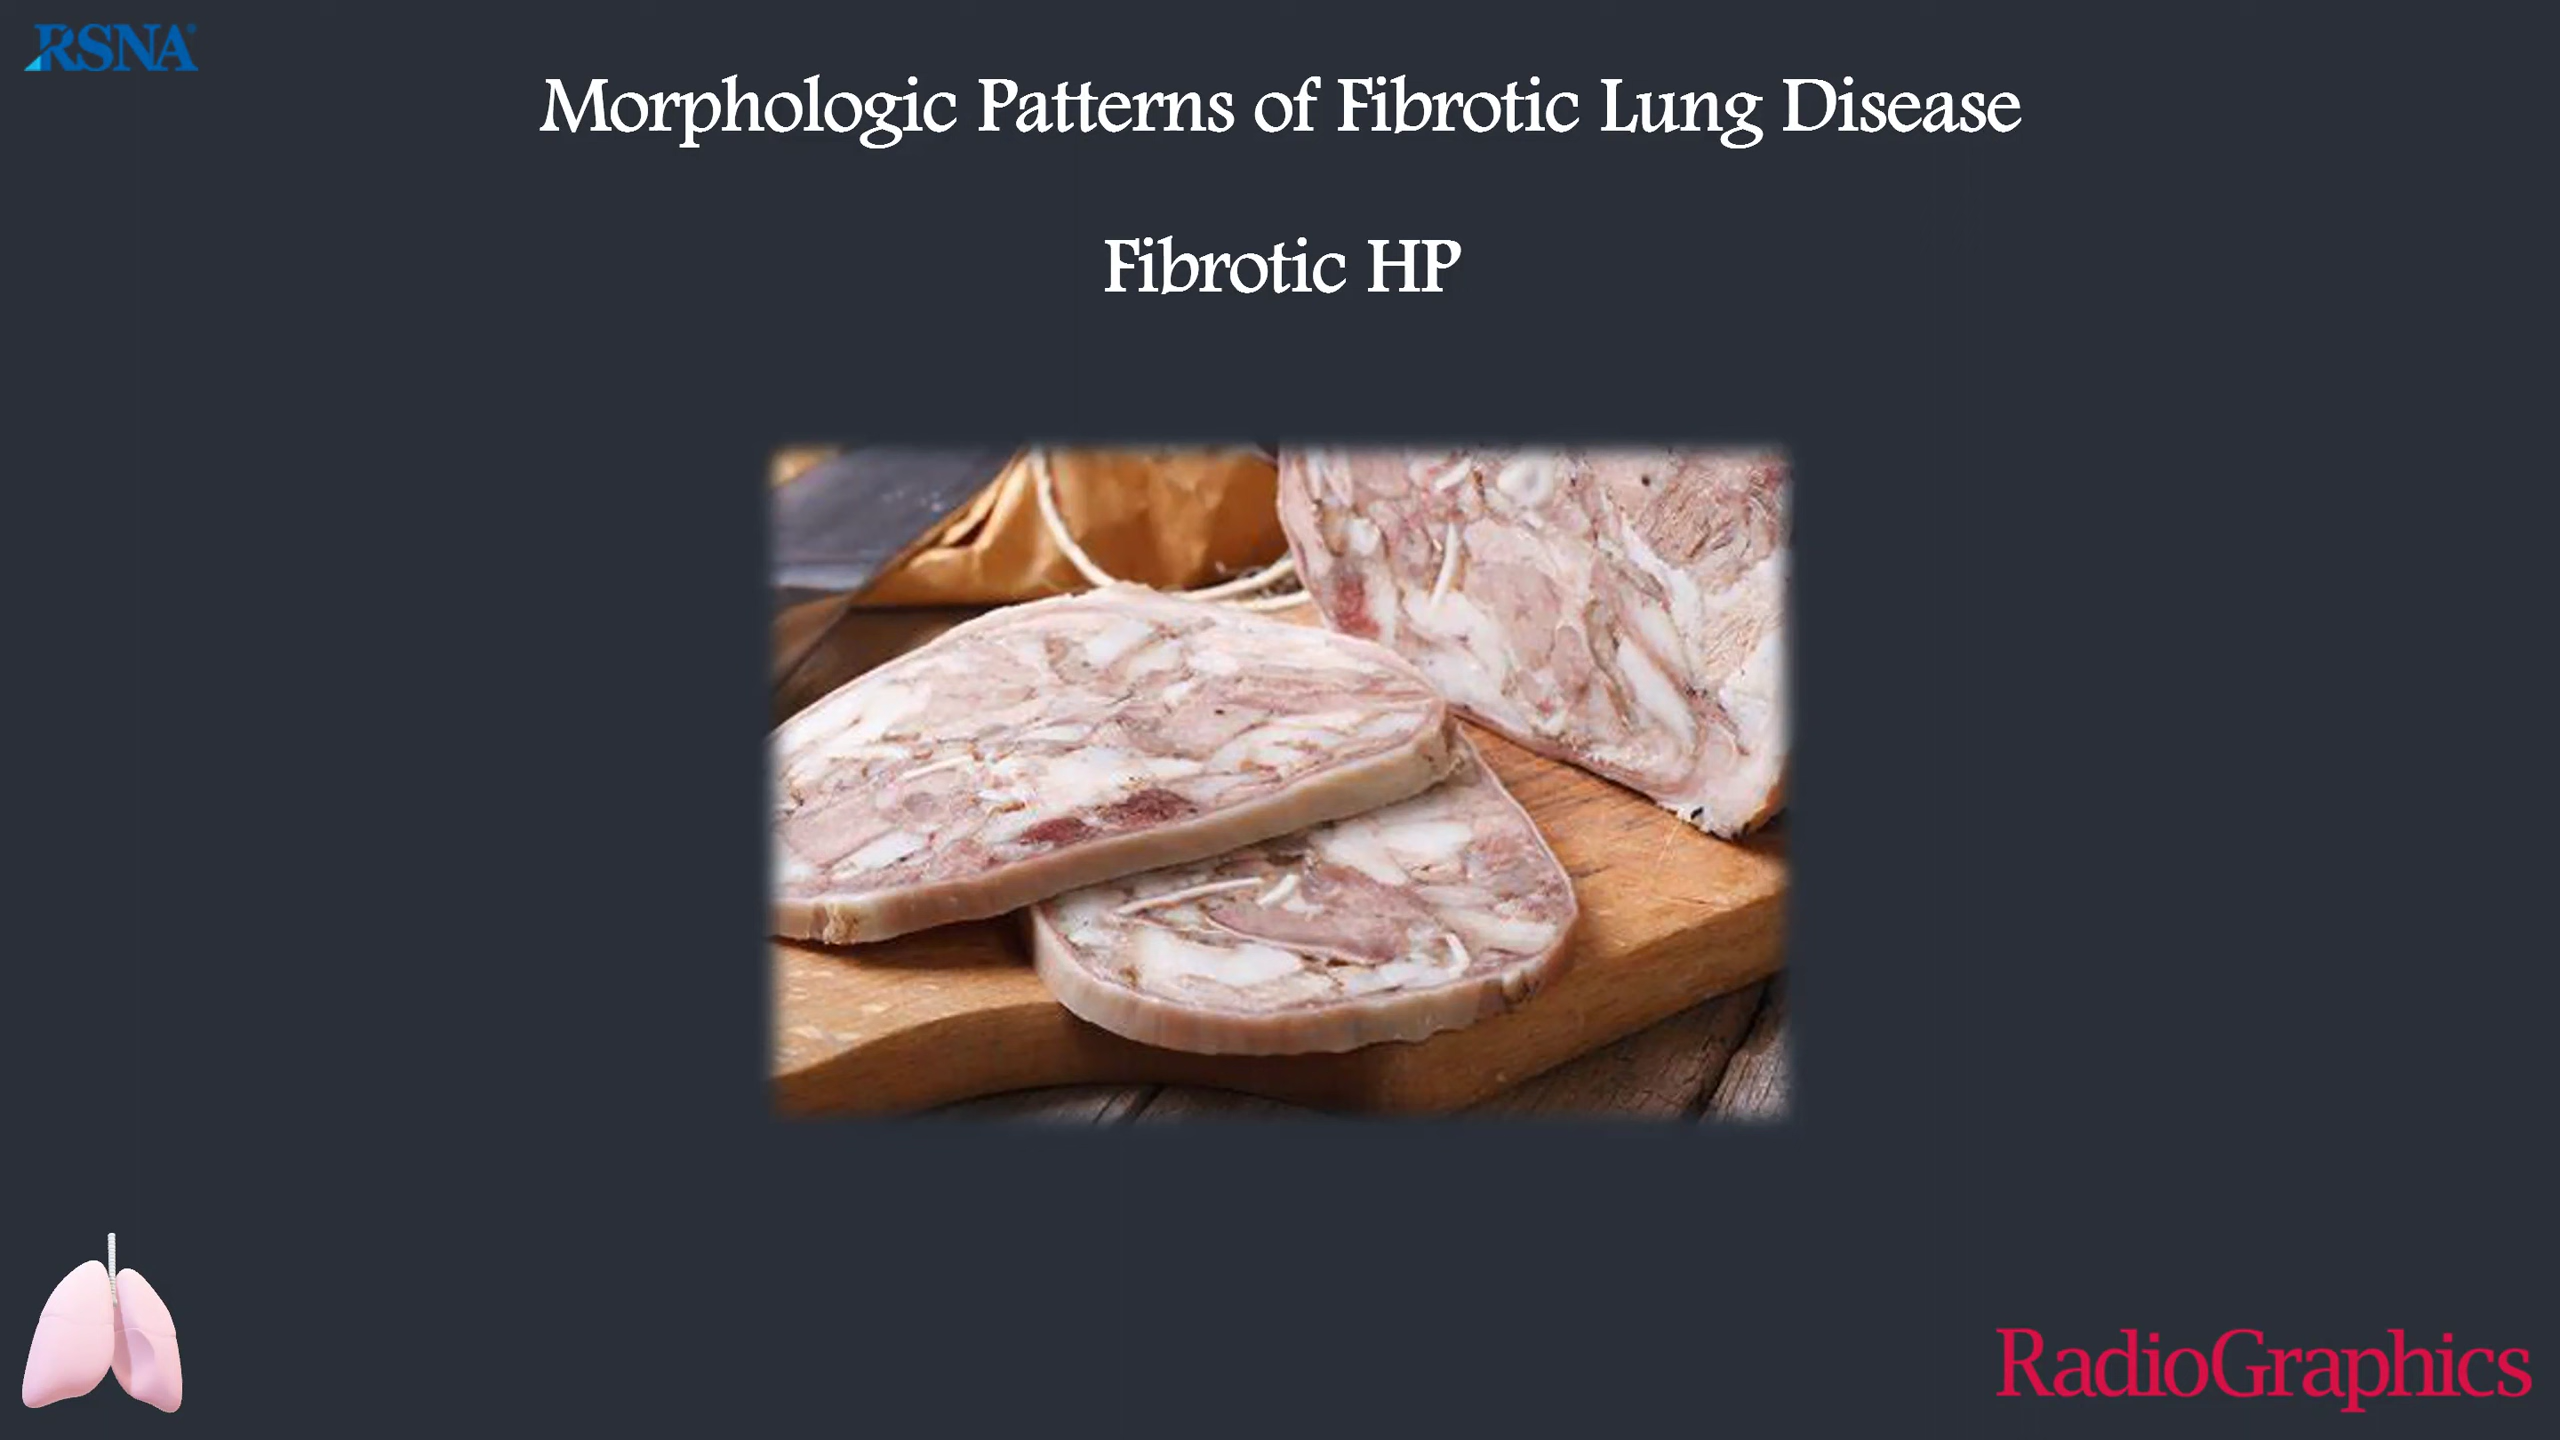 RSNA®
Morphologic Patterns of Fibrotic Lung Disease
Fibrotic HP
RadioGraphics